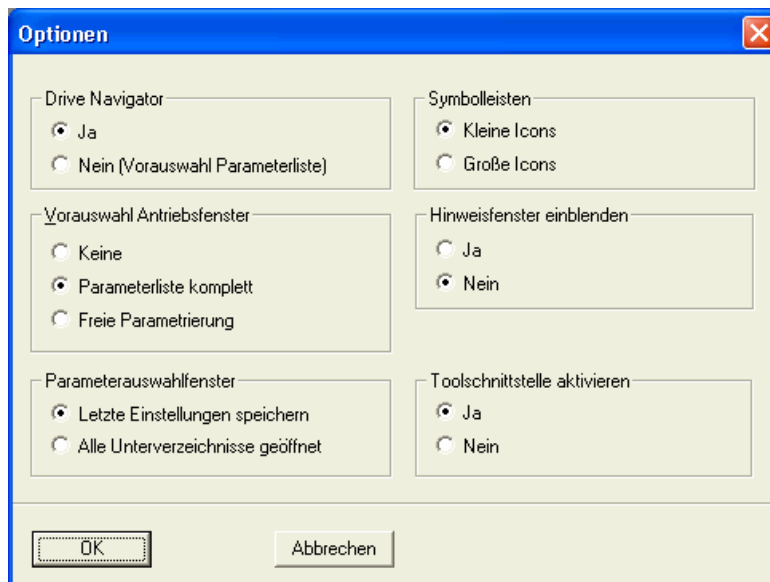 Optionen
Drive Navigator
Ja
Nein (Vorauswahl Parameterliste)
Symbolleisten
Kleine Icons
Große Icons
Vorauswahl Antriebsfenster
Keine
Parameterliste komplett
Freie Parametrierung
Hinweisfenster einblenden
Ja
Nein
Parameterauswahlfenster
Letzte Einstellungen speichern
Alle Unterverzeichnisse geöffnet
Toolschnittstelle aktivieren
Ja
Nein
OK
Abbrechen